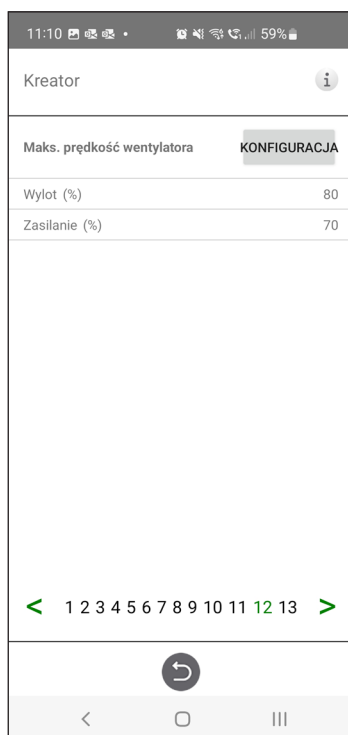 11:10 59%
Kreator i
Maks. prędkość wentylatora KONFIGURACJA
Wylot (%) 80
Zasilanie (%) 70
< 1 2 3 4 5 6 7 8 9 10 11 12 13 >